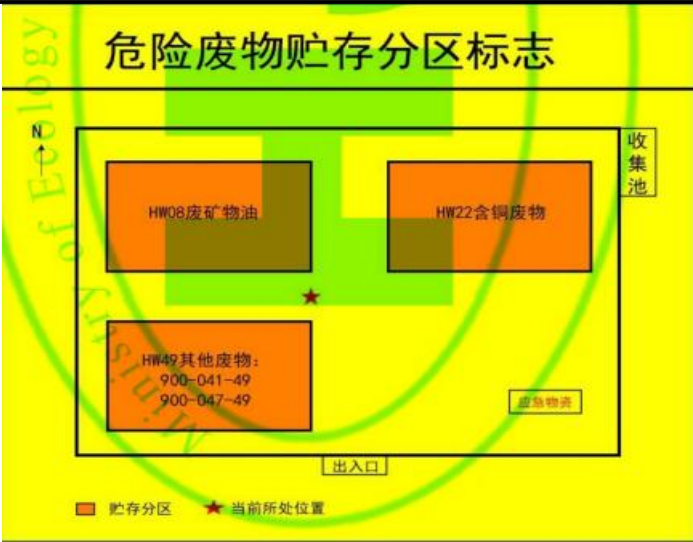 危险废物贮存分区标志
N
收集池
HW08废矿物油
HW22含铜废物
HW49其他废物：
900-041-49
900-047-49
应急物资
出入口
贮存分区
当前所处位置
Ministry of Ecology